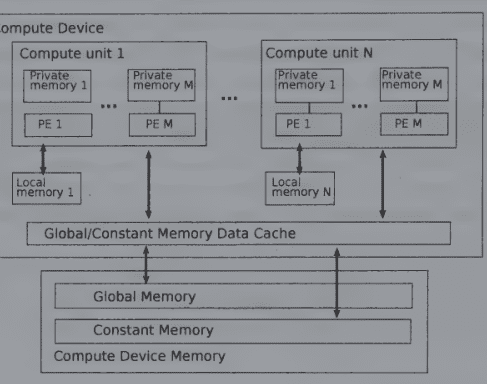 ompute Device
Compute unit 1
Compute unit N
Private
memory 1
Private
memory M
Private
memory 1
Private
memory M
...
...
...
PE 1
PE M
PE 1
PE M
Local
memory 1
Local
memory N
Global/Constant Memory Data Cache
Global Memory
Constant Memory
Compute Device Memory